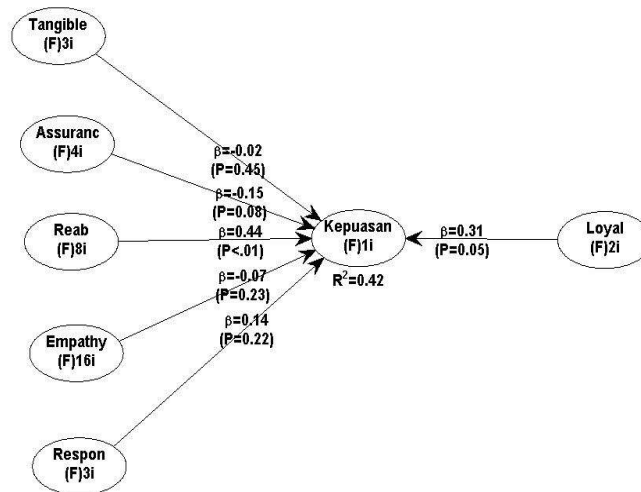 Tangible
(F)3i
Assuranc
(F)4i
β=-0.02
(P=0.45)
β=-0.15
(P=0.08)
Reab
(F)8i
β=0.44
(P<.01)
Kepuasan
(F)1i
R²=0.42
β=0.31
(P=0.05)
Loyal
(F)2i
β=-0.07
(P=0.23)
Empathy
(F)16i
β=0.14
(P=0.22)
Respon
(F)3i